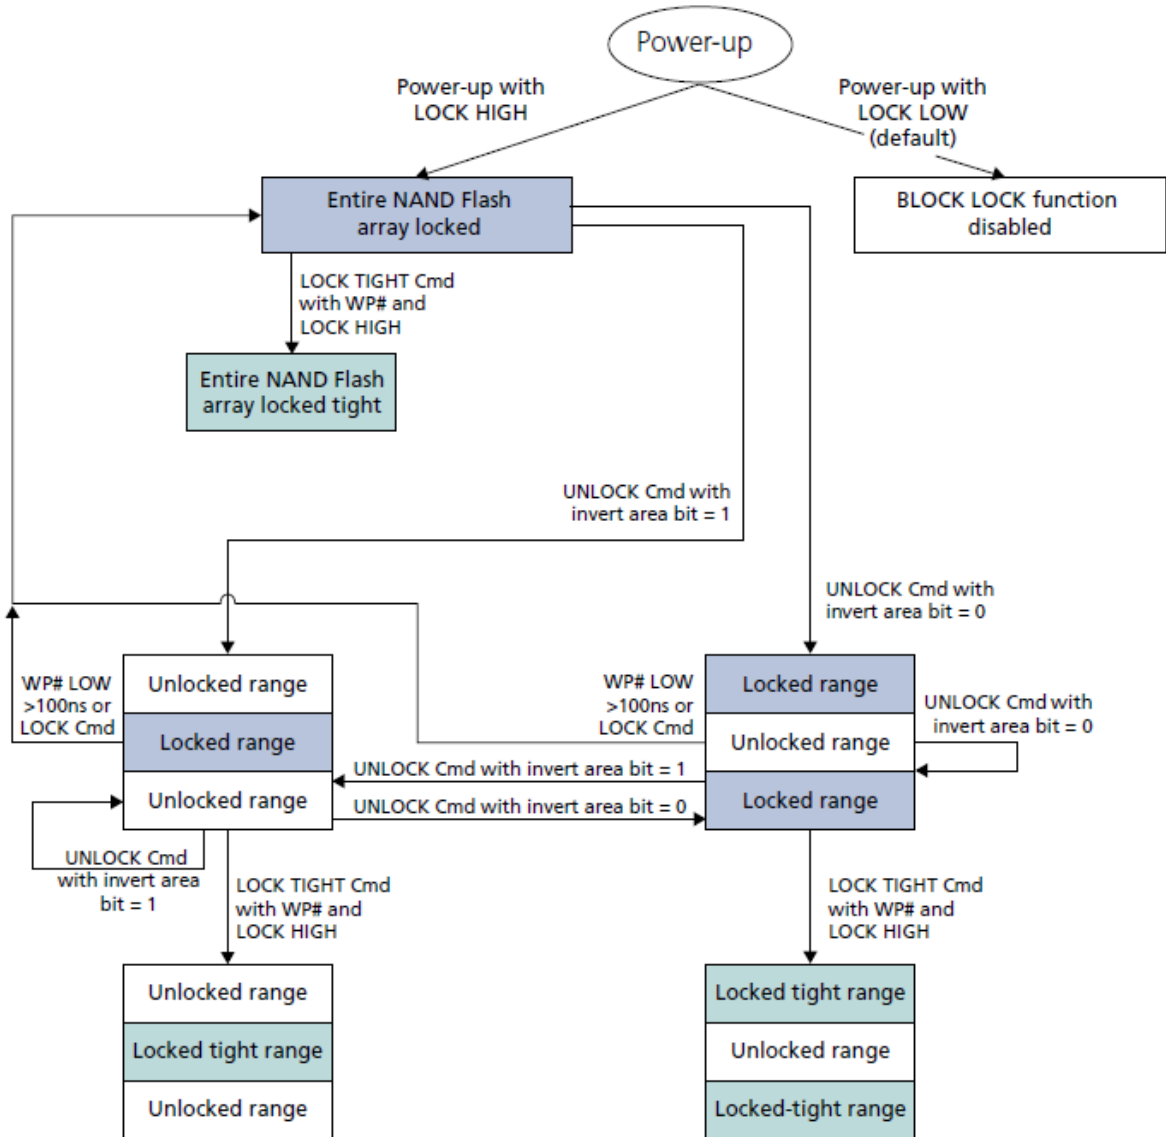 Power-up
Power-up with
LOCK HIGH
Power-up with
LOCK LOW
(default)
Entire NAND Flash
array locked
BLOCK LOCK function
disabled
LOCK TIGHT Cmd
with WP# and
LOCK HIGH
Entire NAND Flash
array locked tight
UNLOCK Cmd with
invert area bit = 1
UNLOCK Cmd with
invert area bit = 0
WP# LOW
>100ns or
LOCK Cmd
Unlocked range
Locked range
Unlocked range
WP# LOW
>100ns or
LOCK Cmd
Locked range
Unlocked range
Locked range
UNLOCK Cmd with
invert area bit = 0
UNLOCK Cmd with invert area bit = 1
UNLOCK Cmd with invert area bit = 0
UNLOCK Cmd
with invert area
bit = 1
LOCK TIGHT Cmd
with WP# and
LOCK HIGH
LOCK TIGHT Cmd
with WP# and
LOCK HIGH
Unlocked range
Locked tight range
Unlocked range
Locked tight range
Unlocked range
Locked-tight range